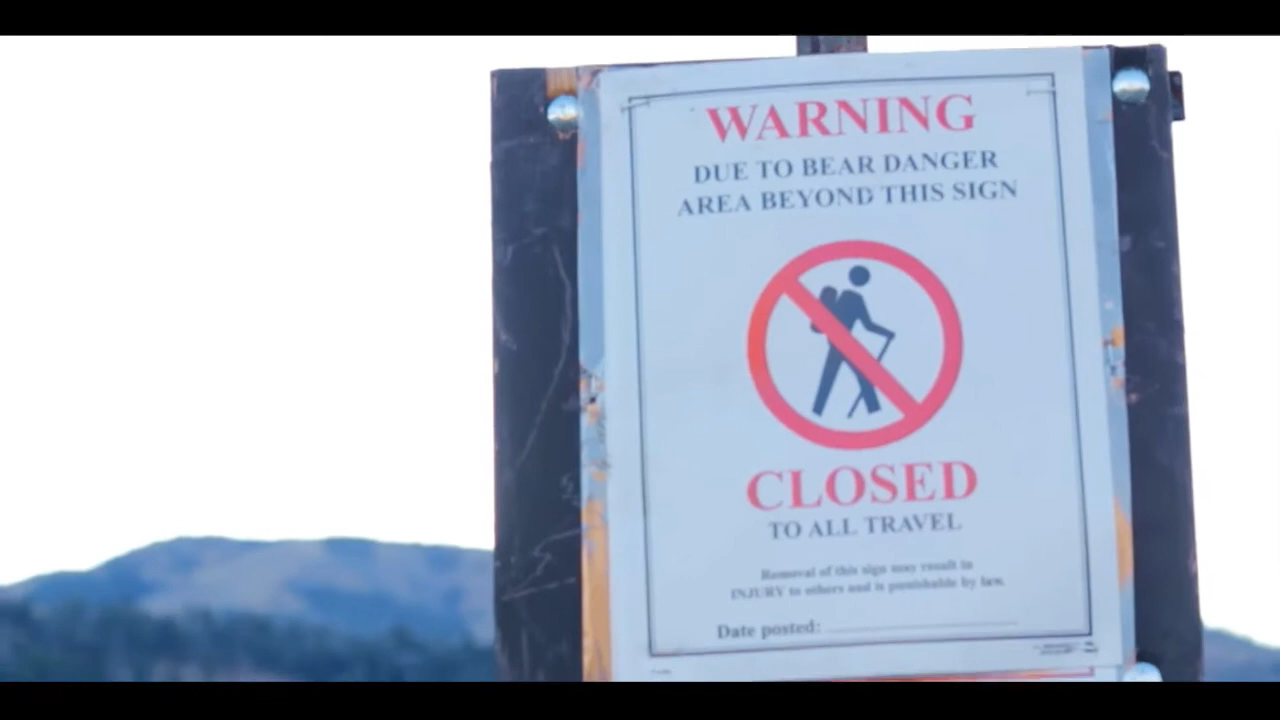 WARNING
DUE TO BEAR DANGER
AREA BEYOND THIS SIGN
CLOSED
TO ALL TRAVEL
Removal of this sign may result in
INJURY to others and is punishable by law.
Date posted: